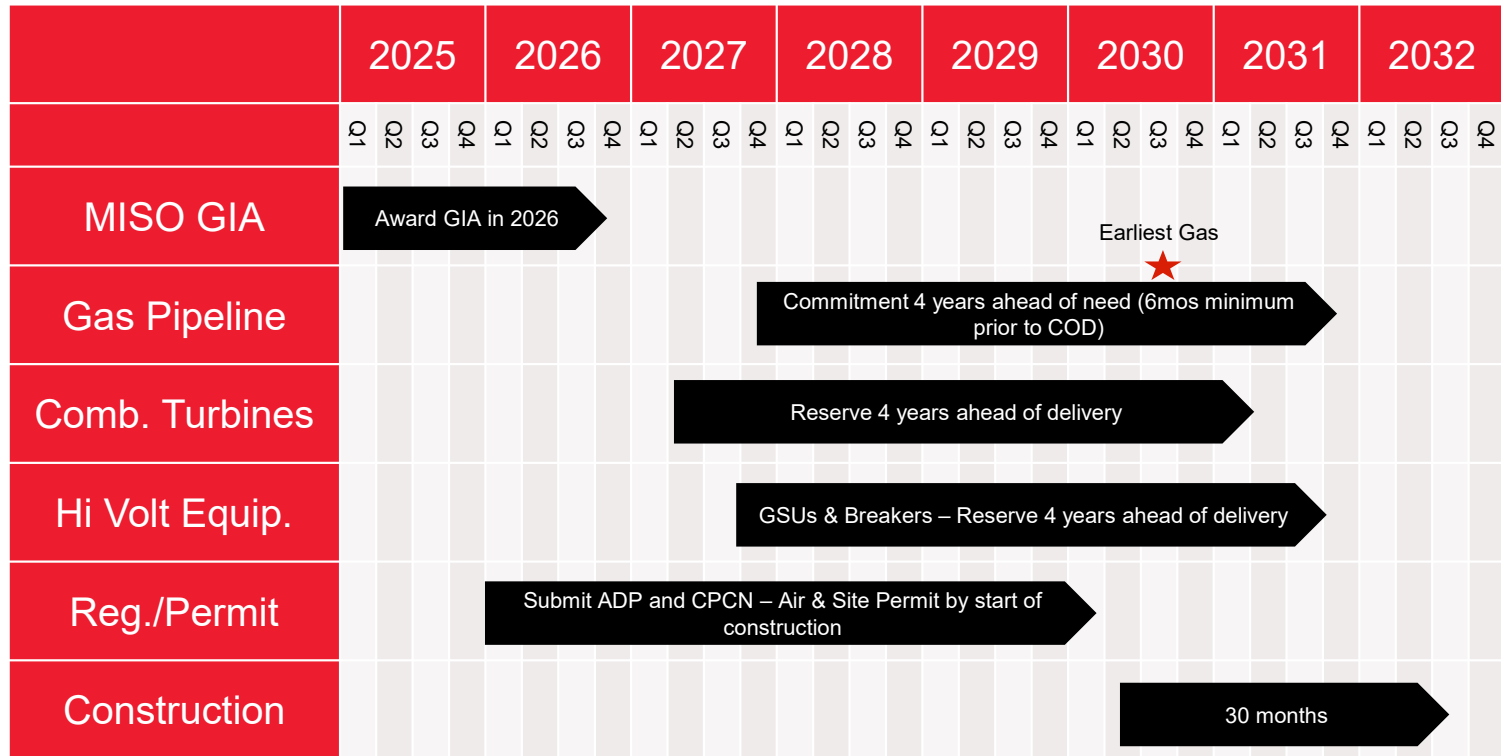 2025 2026 2027 2028 2029 2030 2031 2032
Q1 Q2 Q3 Q4 Q1 Q2 Q3 Q4 Q1 Q2 Q3 Q4 Q1 Q2 Q3 Q4 Q1 Q2 Q3 Q4 Q1 Q2 Q3 Q4 Q1 Q2 Q3 Q4 Q1 Q2 Q3 Q4
MISO GIA
Award GIA in 2026
Earliest Gas
Gas Pipeline
Commitment 4 years ahead of need (6mos minimum
prior to COD)
Comb. Turbines
Reserve 4 years ahead of delivery
Hi Volt Equip.
GSUs & Breakers – Reserve 4 years ahead of delivery
Reg./Permit
Submit ADP and CPCN – Air & Site Permit by start of
construction
Construction
30 months